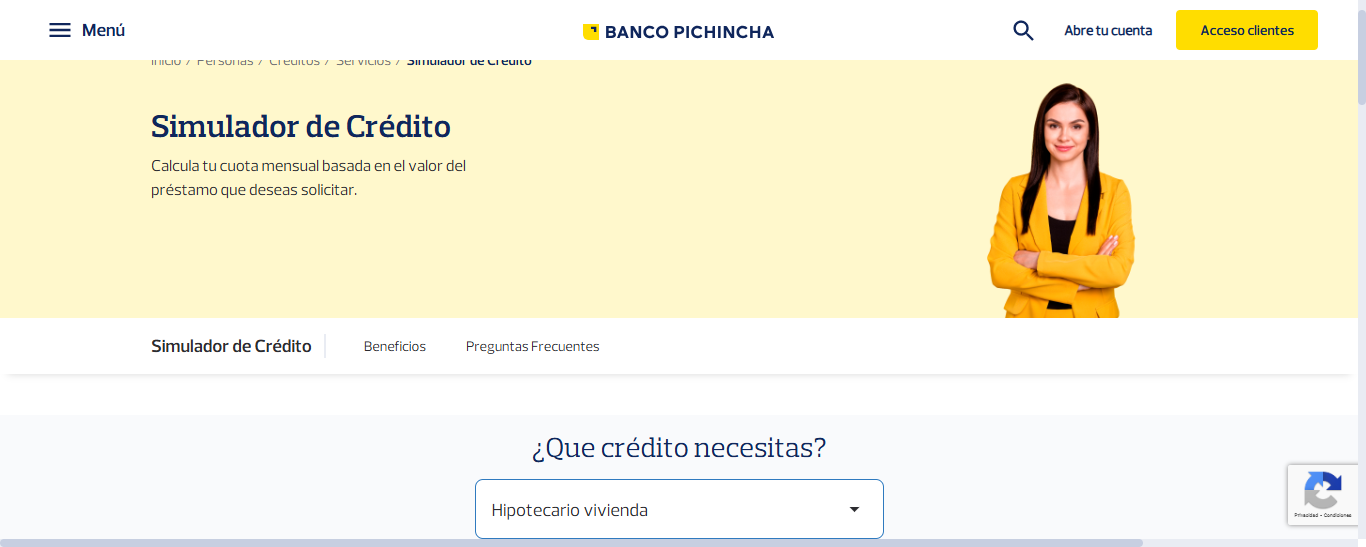 Menú
BANCO PICHINCHA
Abre tu cuenta
Acceso clientes
Inicio / Personas / Créditos / Servicios / Simulador de Crédito
Simulador de Crédito
Calcula tu cuota mensual basada en el valor del
préstamo que deseas solicitar.
Simulador de Crédito
Beneficios
Preguntas Frecuentes
¿Que crédito necesitas?
Hipotecario vivienda
Privacidad - Condiciones